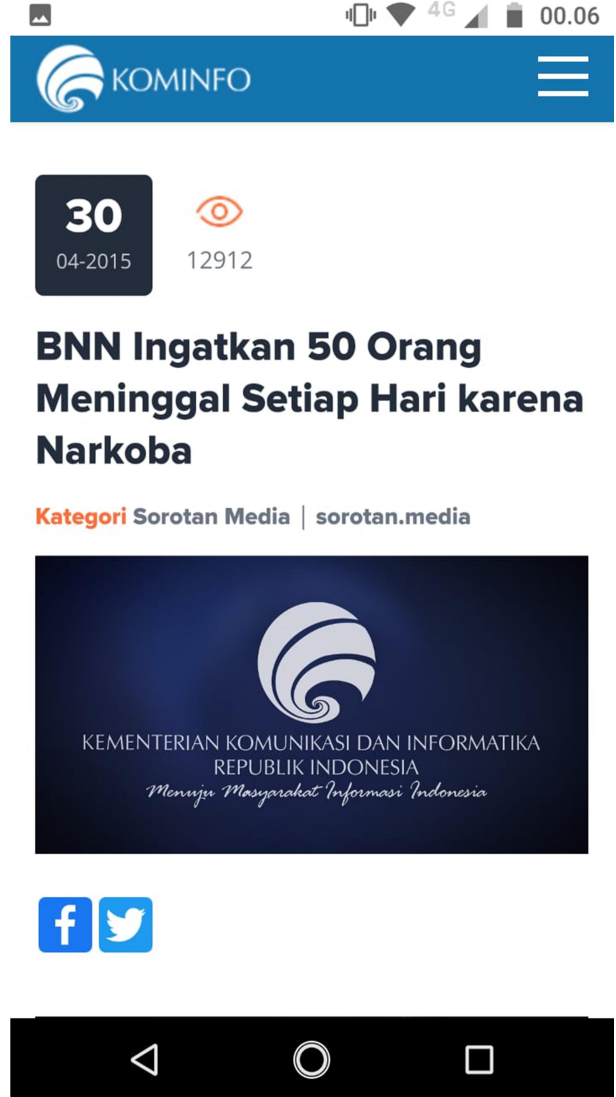 4G 00.06
KOMINFO
30
04-2015
12912
BNN Ingatkan 50 Orang
Meninggal Setiap Hari karena
Narkoba
Kategori Sorotan Media | sorotan.media
KEMENTERIAN KOMUNIKASI DAN INFORMATIKA
REPUBLIK INDONESIA
Menuju Masyarakat Informasi Indonesia